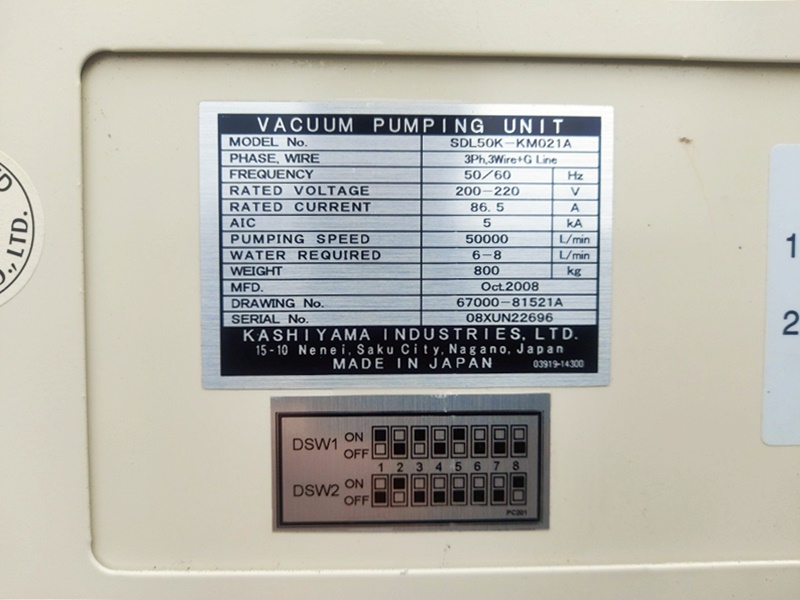 VACUUM PUMPING UNIT
MODEL No. SDL50K-KM021A
PHASE, WIRE 3Ph,3Wire+G Line
FREQUENCY 50/60 Hz
RATED VOLTAGE 200-220 V
RATED CURRENT 86.5 A
AIC 5 kA
PUMPING SPEED 50000 L/min
WATER REQUIRED 6-8 L/min
WEIGHT 800 kg
MFD. Oct.2008
DRAWING No. 67000-81521A
SERIAL No. 08XUN22696
KASHIYAMA INDUSTRIES, LTD.
15-10 Nenei, Saku City, Nagano, Japan
MADE IN JAPAN 03919-14300
DSW1 ON
OFF
1 2 3 4 5 6 7 8
DSW2 ON
OFF
PC001
LTD.
1
2